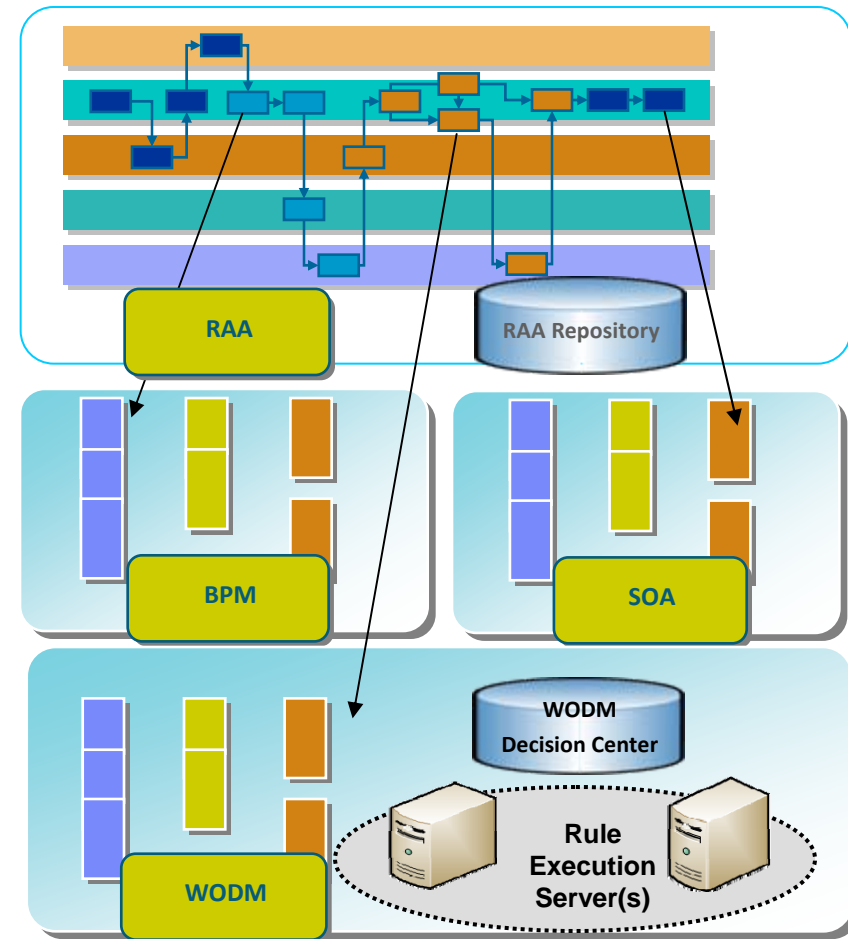 RAA
RAA Repository
BPM
SOA
WODM
Decision Center
Rule
Execution
Server(s)
WODM